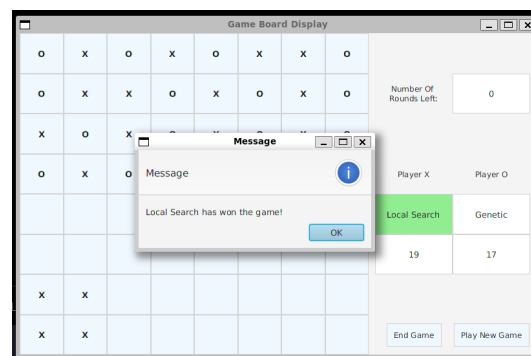 Game Board Display
O X O X O X X O
O X X O X O X O
X O X
O X O
X X
X X
Message
Message
Local Search has won the game!
OK
Number Of
Rounds Left:
0
Player X Player O
Local Search Genetic
19 17
End Game Play New Game